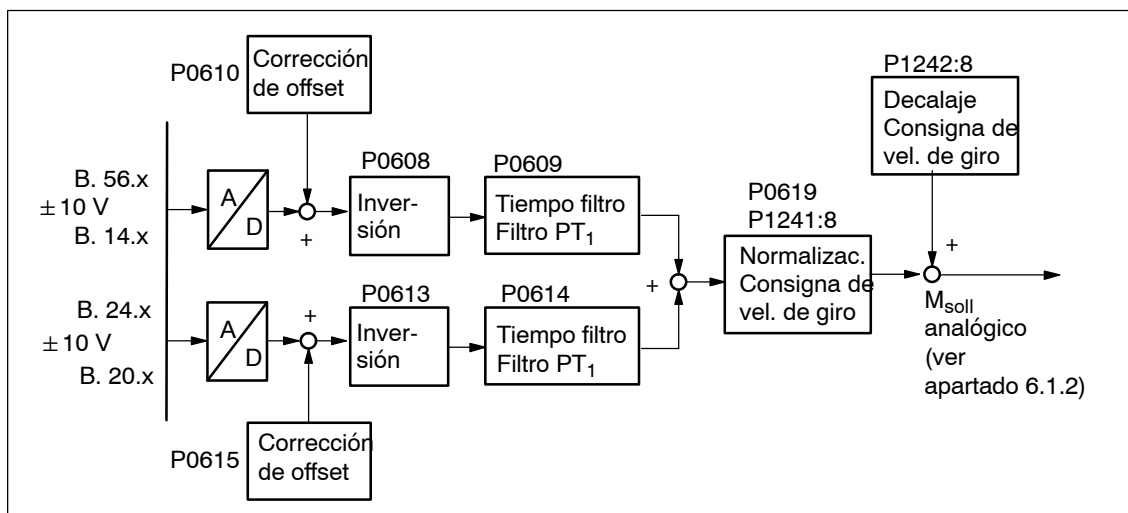 P0610
Corrección
de offset
B. 56.x
± 10 V
B. 14.x
A
D
+
P0608
Inver-
sión
P0609
Tiempo filtro
Filtro PT1
B. 24.x
± 10 V
B. 20.x
A
D
+
P0613
Inver-
sión
P0614
Tiempo filtro
Filtro PT1
P0615
Corrección
de offset
+
P0619
P1241:8
Normalizac.
Consigna de
vel. de giro
P1242:8
Decalaje
Consigna de
vel. de giro
+
Msoll
analógico
(ver
apartado 6.1.2)